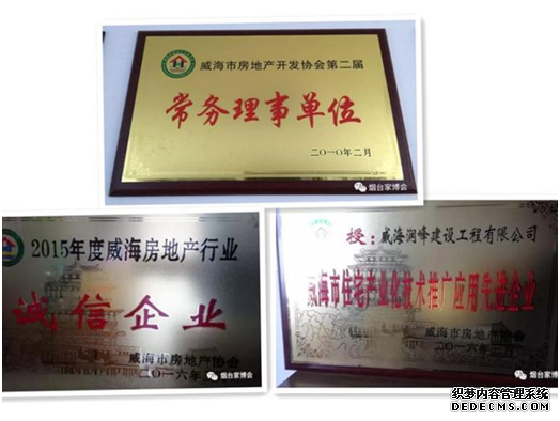 威海市房地产开发协会第二届
常务理事单位
二〇一〇年二月
烟台家博会
2015年度威海房地产行业
诚信企业
威海市房地产协会
二〇一六年
烟台家博会
授：威海润峰建设工程有限公司
威海市住宅产业化技术推广应用先进企业
威海市房地产协会
二〇一六年
烟台家博会
织梦内容管理系统
DEDECMS.COM